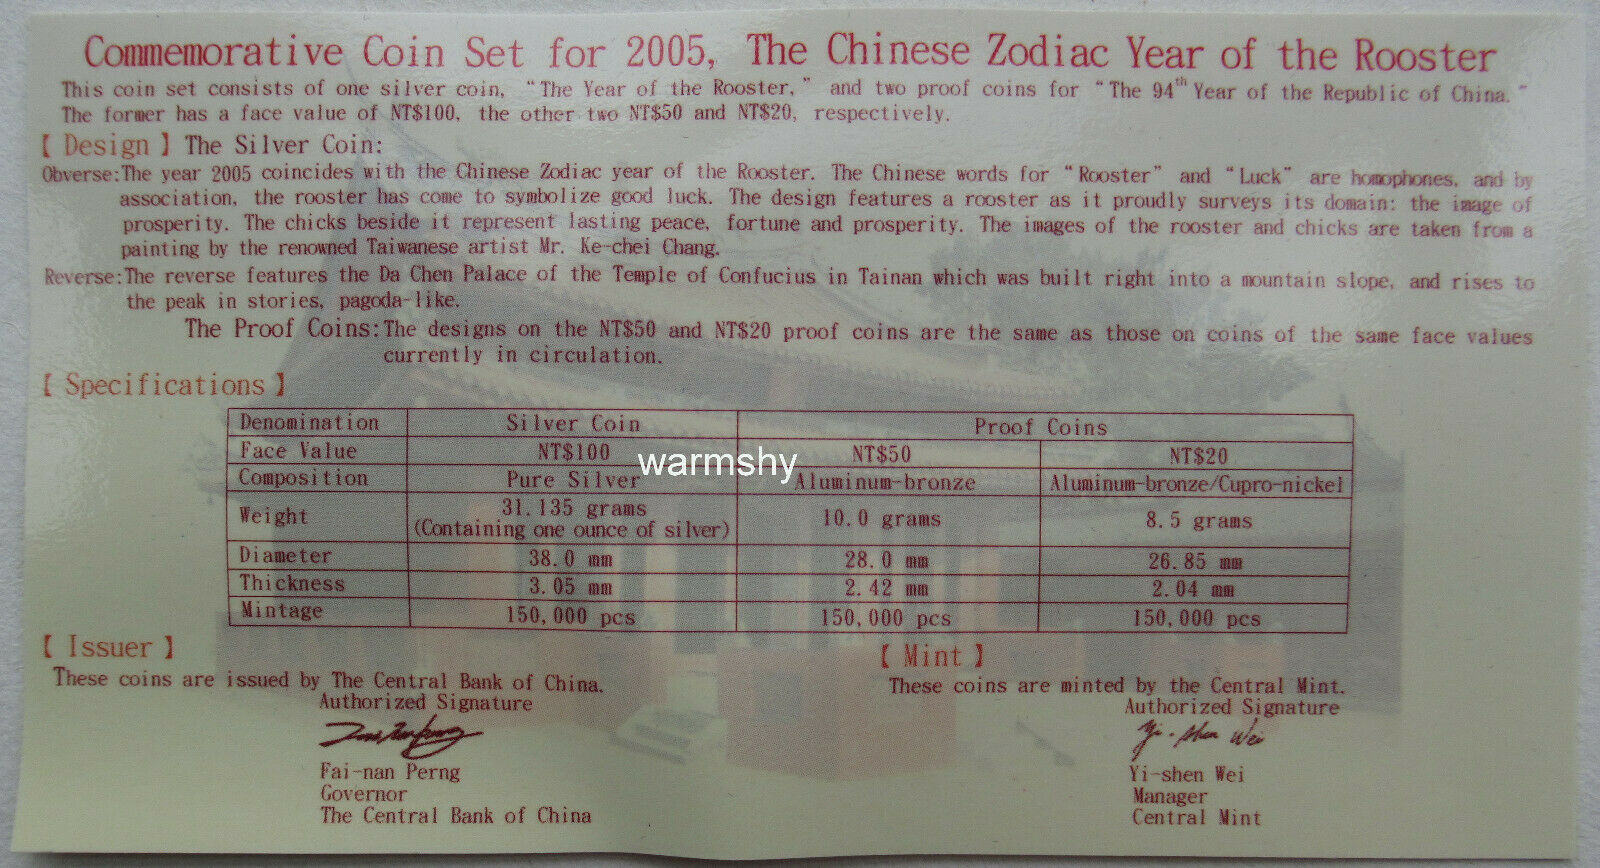 Commemorative Coin Set for 2005, The Chinese Zodiac Year of the Rooster
This coin set consists of one silver coin, “The Year of the Rooster,” and two proof coins for “The 94th Year of the Republic of China.”
The former has a face value of NT$100, the other two NT$50 and NT$20, respectively.
【 Design 】 The Silver Coin:
Obverse:The year 2005 coincides with the Chinese Zodiac year of the Rooster. The Chinese words for “Rooster” and “Luck” are homophones, and by
association, the rooster has come to symbolize good luck. The design features a rooster as it proudly surveys its domain: the image of
prosperity. The chicks beside it represent lasting peace, fortune and prosperity. The images of the rooster and chicks are taken from a
painting by the renowned Taiwanese artist Mr. Ke-chei Chang.
Reverse:The reverse features the Da Chen Palace of the Temple of Confucius in Tainan which was built right into a mountain slope, and rises to
the peak in stories, pagoda-like.
The Proof Coins:The designs on the NT$50 and NT$20 proof coins are the same as those on coins of the same face values
currently in circulation.
【 Specifications 】
Denomination Silver Coin Proof Coins
Face Value NT$100 NT$50 NT$20
warmshy
Composition Pure Silver Aluminum-bronze Aluminum-bronze/Cupro-nickel
Weight 31.135 grams (Containing one ounce of silver) 10.0 grams 8.5 grams
Diameter 38.0 mm 28.0 mm 26.85 mm
Thickness 3.05 mm 2.42 mm 2.04 mm
Mintage 150,000 pcs 150,000 pcs 150,000 pcs
【 Issuer 】
These coins are issued by The Central Bank of China.
Authorized Signature
Fai-nan Perng
Governor
The Central Bank of China
【 Mint 】
These coins are minted by the Central Mint.
Authorized Signature
Yi-shen Wei
Yi-shen Wei
Manager
Central Mint